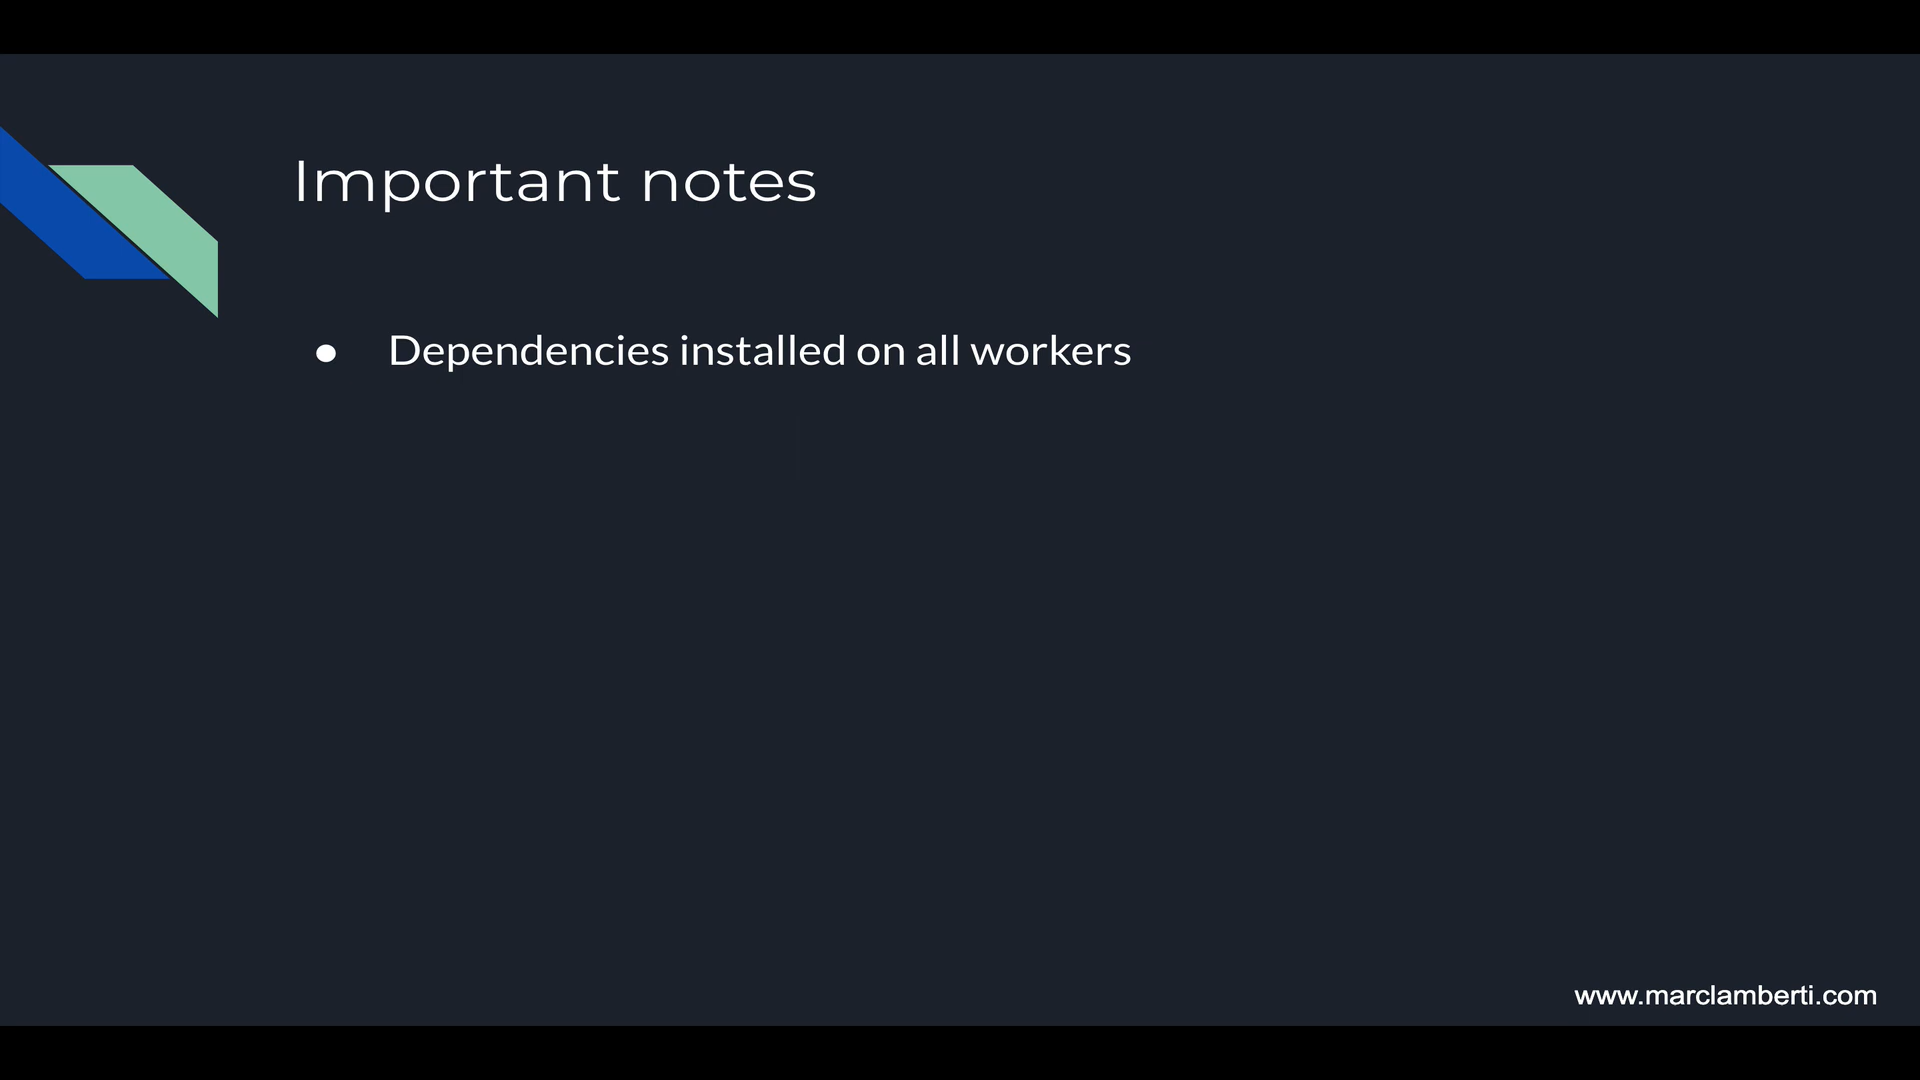 Important notes
● Dependencies installed on all workers
www.marclamberti.com